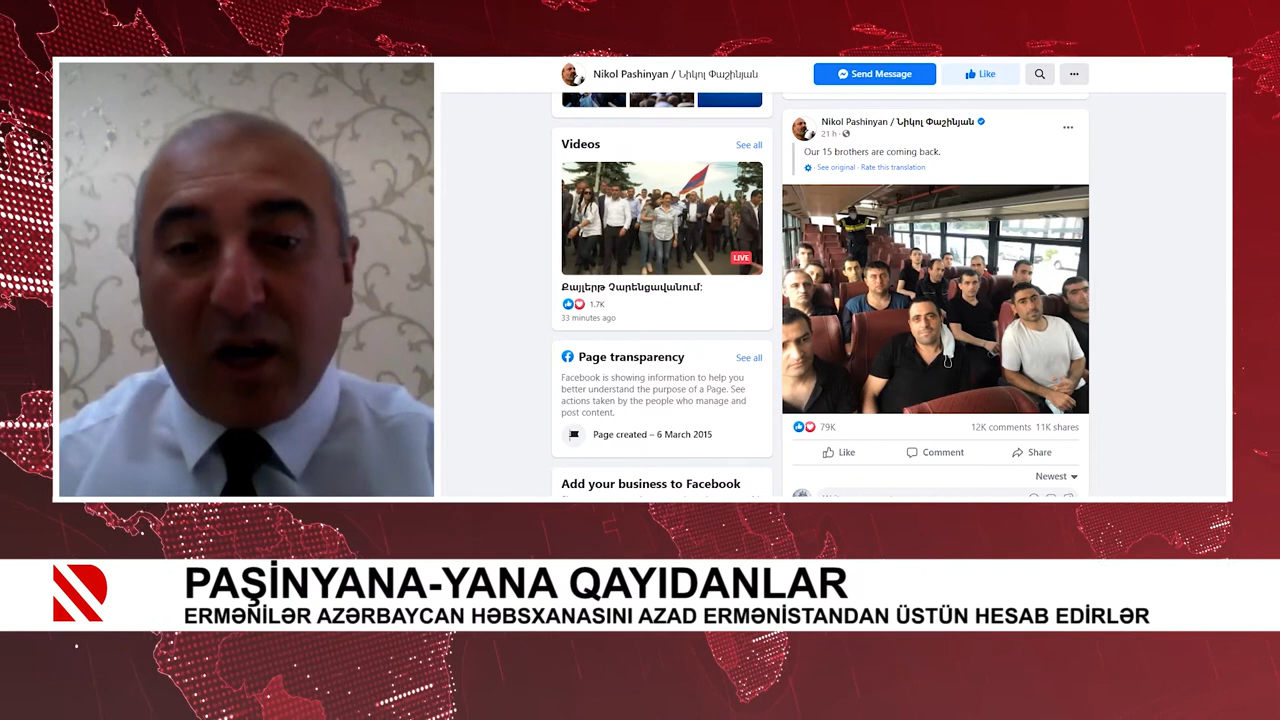 Nikol Pashinyan / Նիկոլ Փաշինյան
Send Message
Like
Videos
See all
LIVE
Քայլերթ Չարենցավանում:
1.7K
33 minutes ago
Page transparency
See all
Facebook is showing information to help you
better understand the purpose of a Page. See
actions taken by the people who manage and
post content.
Page created – 6 March 2015
Add your business to Facebook
Nikol Pashinyan / Նիկոլ Փաշինյան
21 h ·
Our 15 brothers are coming back.
· See original · Rate this translation
79K
12K comments 11K shares
Like
Comment
Share
Newest
PAŞİNYANA-YANA QAYIDANLAR
ERMƏNİLƏR AZƏRBAYCAN HƏBSXANASINI AZAD ERMƏNİSTANDAN ÜSTÜN HESAB EDİRLƏR